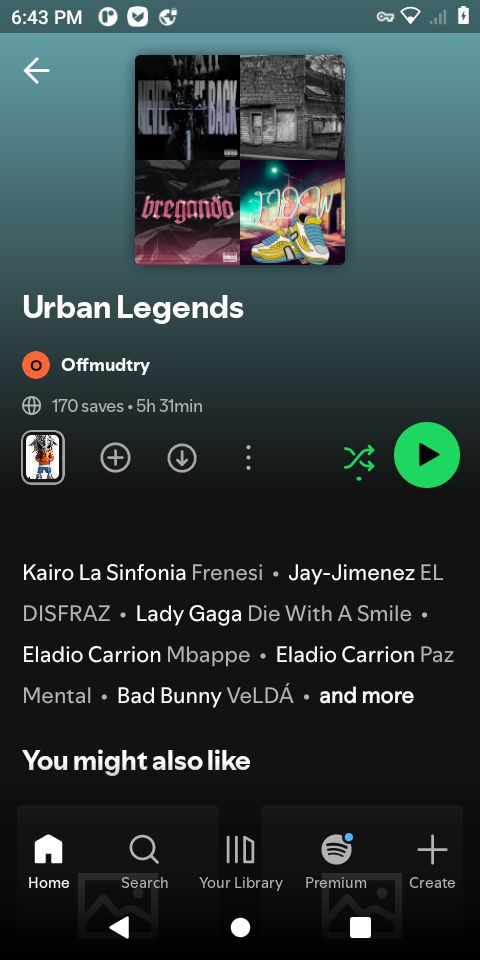 6:43 PM
NEVER COME BACK
bregando
FLOW
Urban Legends
O
Offmudtry
170 saves • 5h 31min
Kairo La Sinfonia Frenesi • Jay-Jimenez EL
DISFRAZ • Lady Gaga Die With A Smile •
Eladio Carrion Mbappe • Eladio Carrion Paz
Mental • Bad Bunny VeLDÁ • and more
You might also like
Home Search Your Library Premium Create